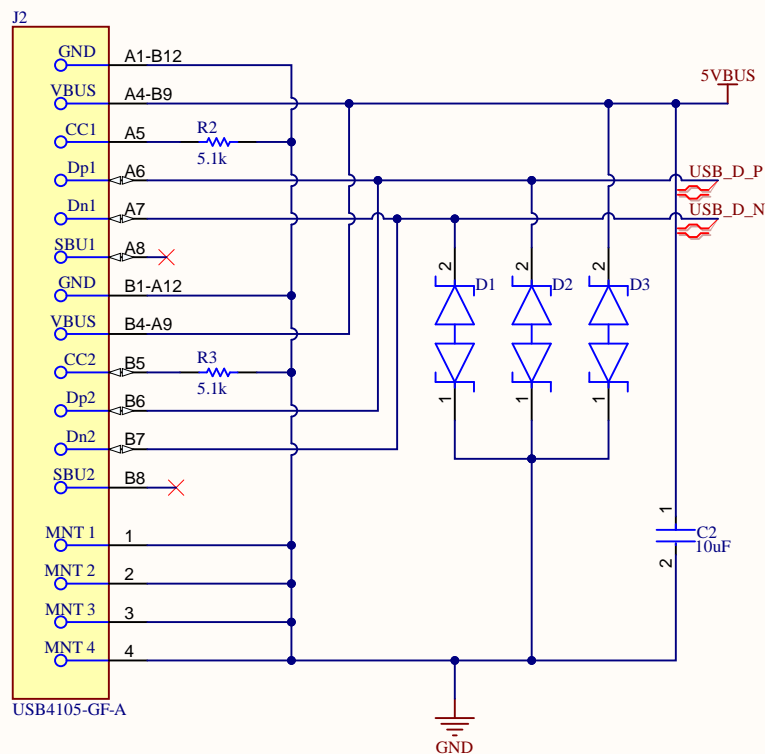 J2
GND A1-B12
VBUS A4-B9
5VBUS
CC1 A5 R2
5.1k
Dp1 A6 USB_D_P
Dn1 A7 USB_D_N
SBU1 A8
GND B1-A12
2 D1 2 D2 2 D3
VBUS B4-A9
CC2 B5 R3
5.1k
1 1 1
Dp2 B6
Dn2 B7
SBU2 B8
1
MNT 1 1 C2
10uF
2
MNT 2 2
MNT 3 3
MNT 4 4
USB4105-GF-A
GND